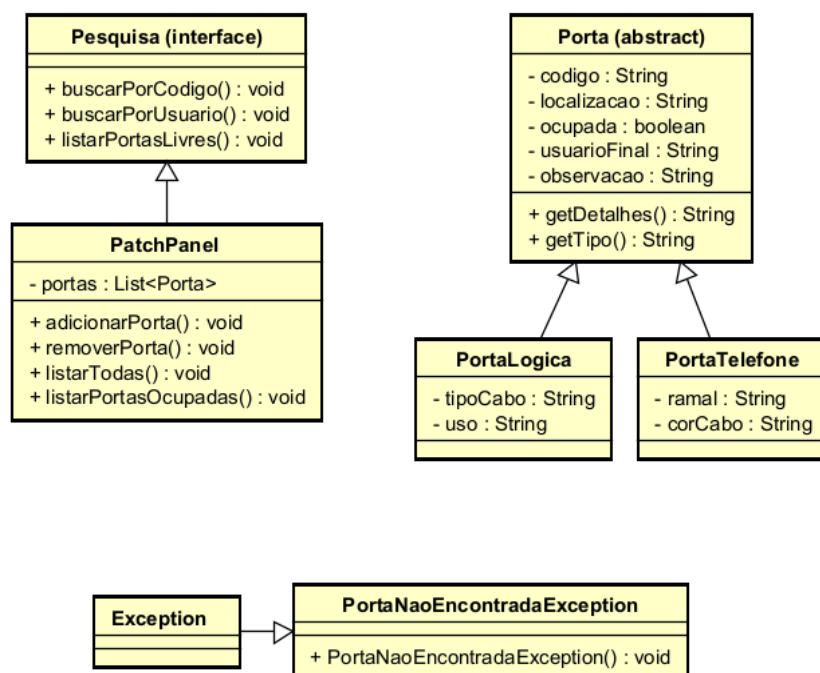 Pesquisa (interface)
+ buscarPorCodigo() : void
+ buscarPorUsuario() : void
+ listarPortasLivres() : void
PatchPanel
- portas : List<Porta>
+ adicionarPorta() : void
+ removerPorta() : void
+ listarTodas() : void
+ listarPortasOcupadas() : void
Porta (abstract)
- codigo : String
- localizacao : String
- ocupada : boolean
- usuarioFinal : String
- observacao : String
+ getDetalhes() : String
+ getTipo() : String
PortaLogica
- tipoCabo : String
- uso : String
PortaTelefone
- ramal : String
- corCabo : String
Exception
PortaNaoEncontradaException
+ PortaNaoEncontradaException() : void